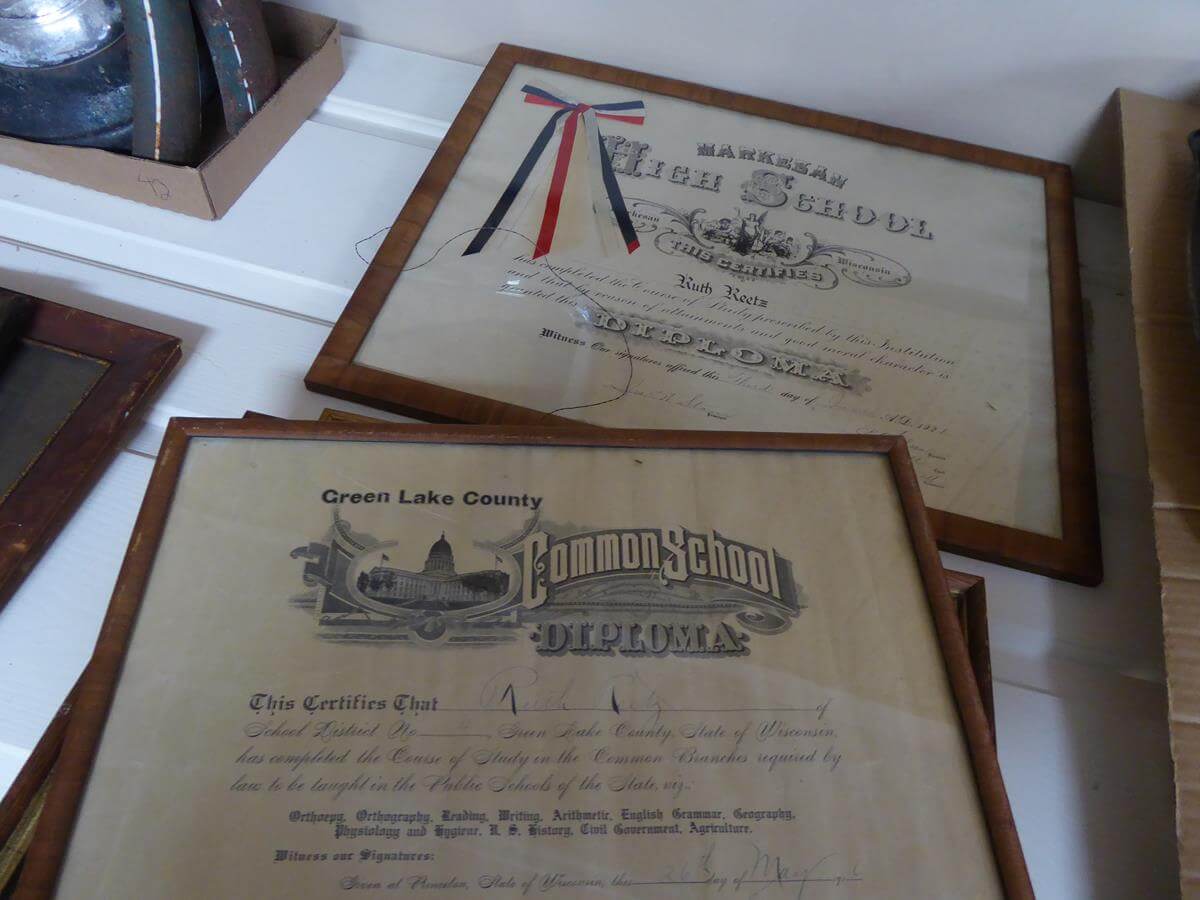 42
MARKESAN
HIGH SCHOOL
Wisconsin
THIS CERTIFIES
Ruth Reetz
has completed the Course of Study prescribed by this Institution
and that by reason of attainments and good moral character is
granted this
DIPLOMA
Witness Our signatures affixed this day of A.D.
Green Lake County
Common School
DIPLOMA
This Certifies That Ruth Retz of
School District No Green Lake County, State of Wisconsin,
has completed the Course of Study in the Common Branches required by
law to be taught in the Public Schools of the State, viz:
Orthoepy, Orthography, Reading, Writing, Arithmetic, English Grammar, Geography,
Physiology and Hygiene, U. S. History, Civil Government, Agriculture.
Witness our Signatures:
Given at Princeton, State of Wisconsin, this 26th day of May